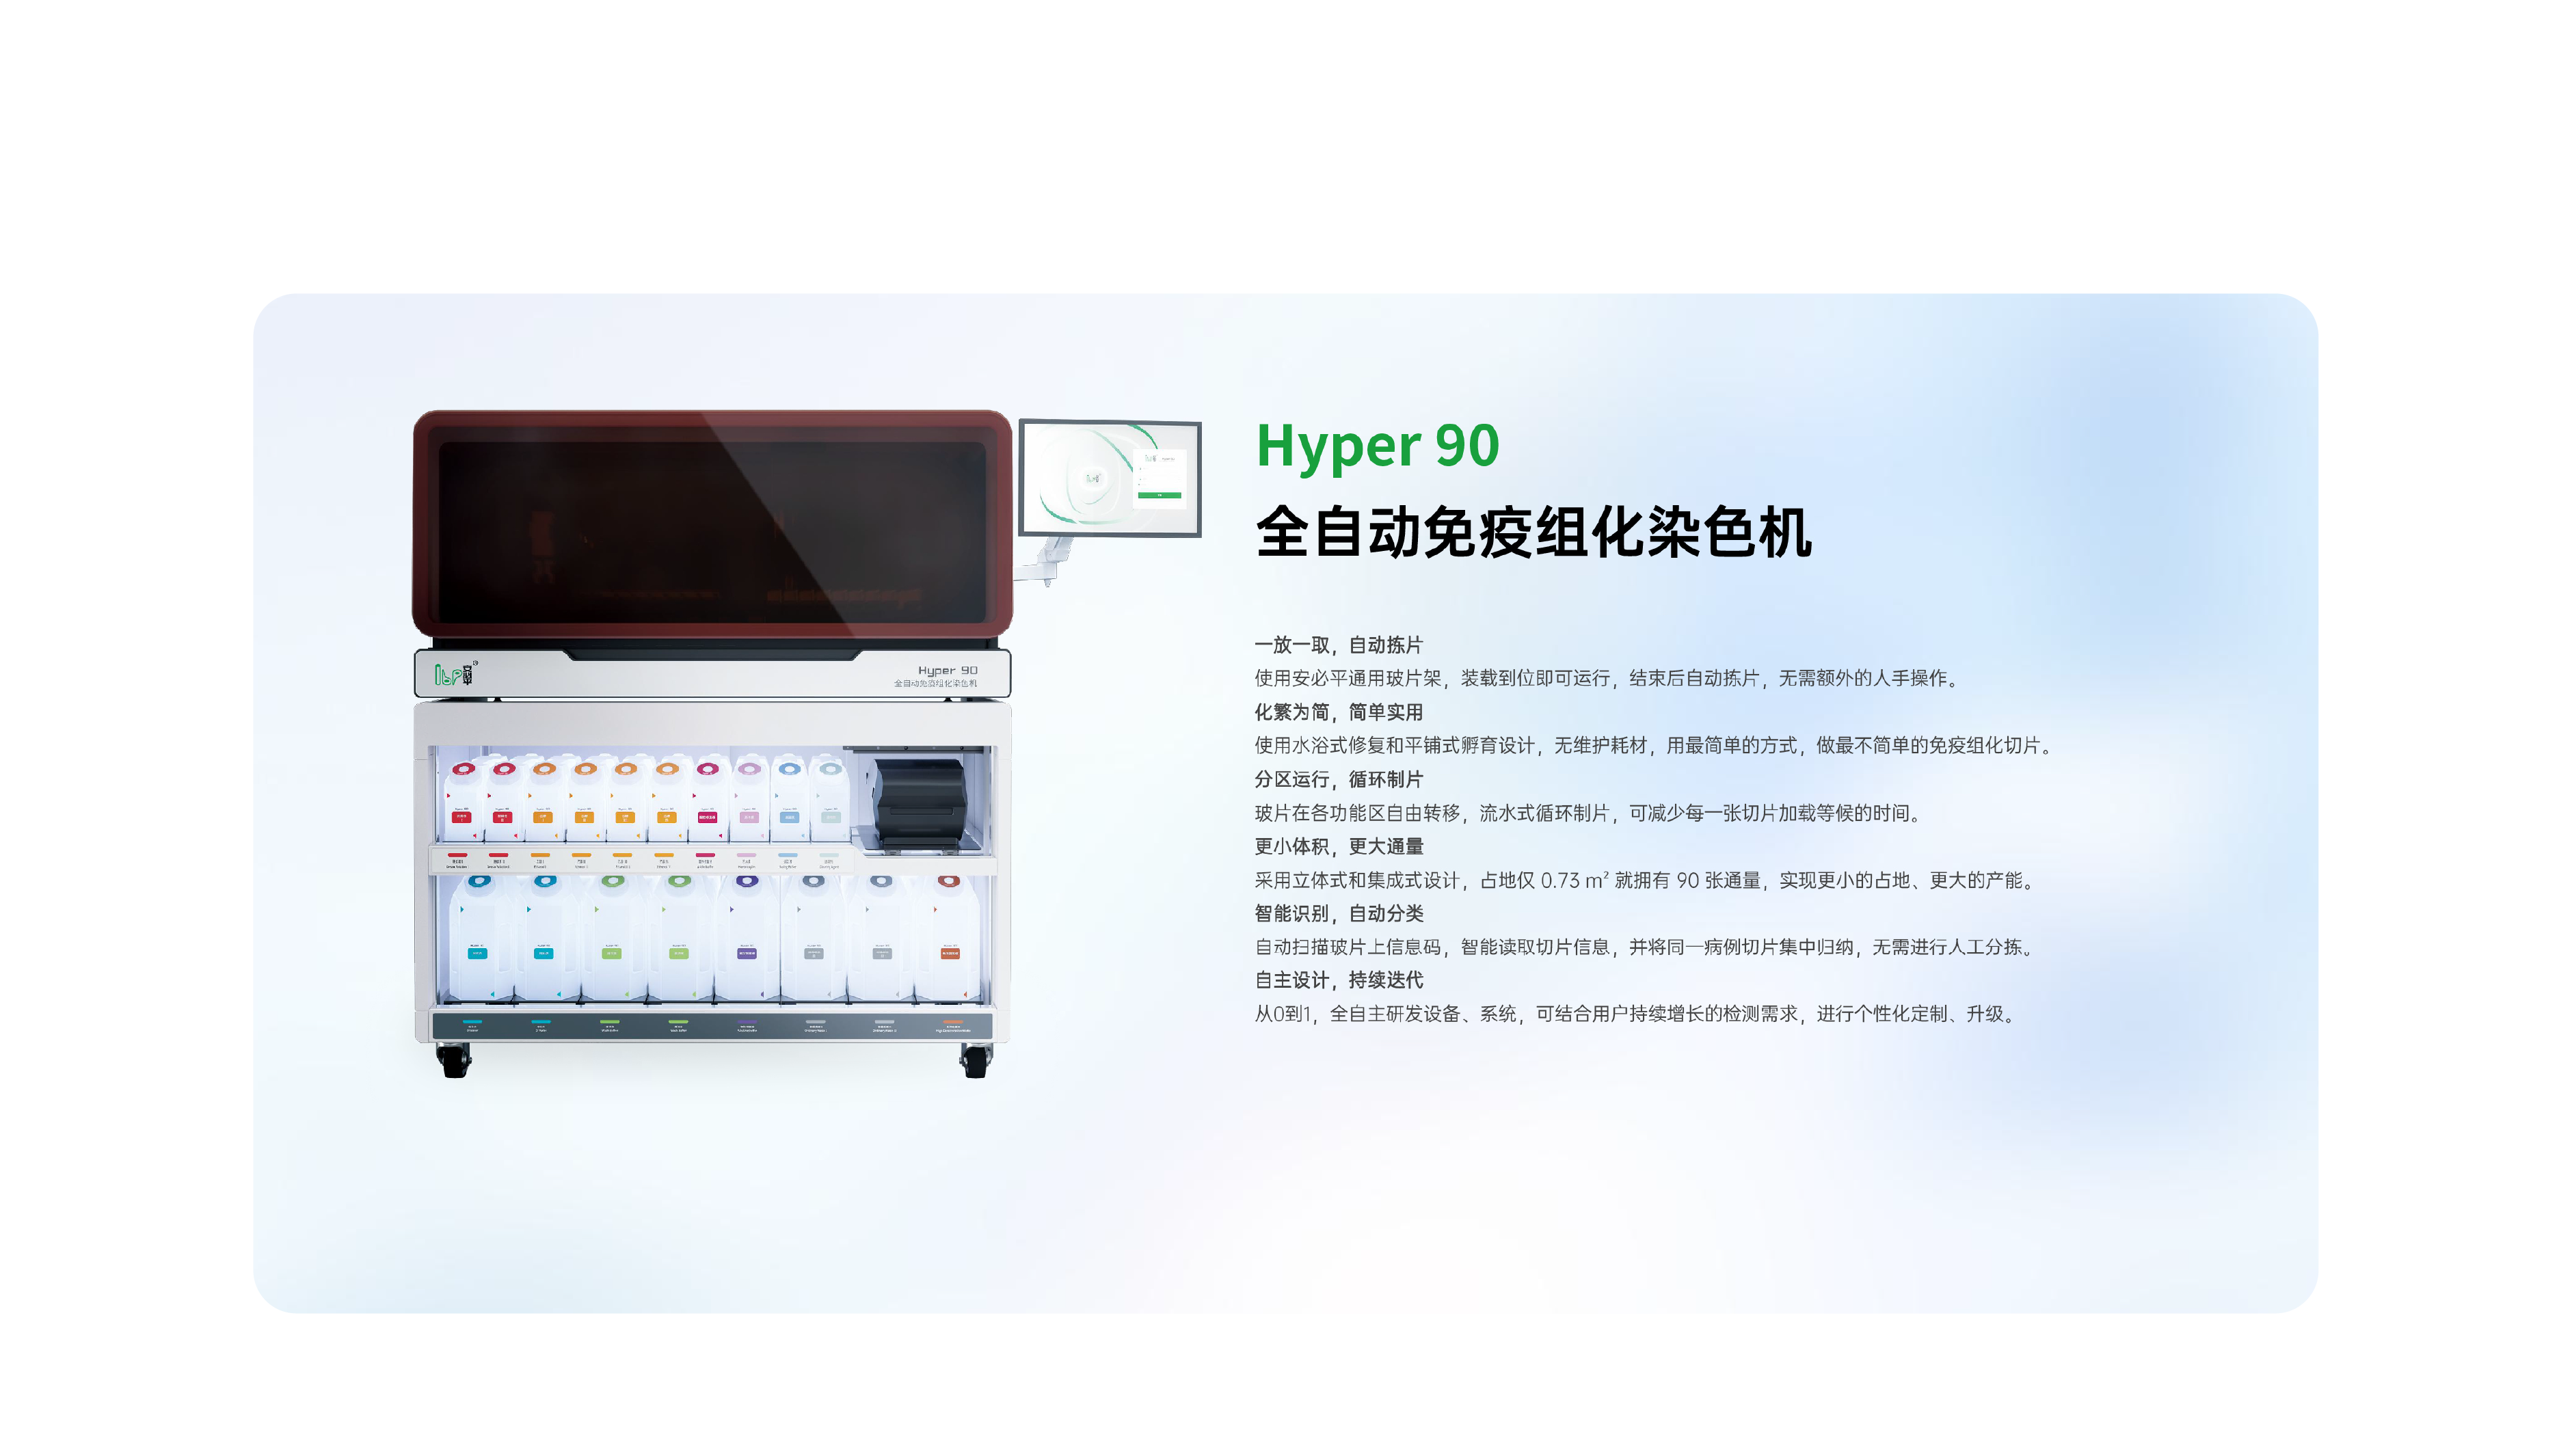 Hyper 90
全自动免疫组化染色机
一放一取，自动拣片
使用安必平通用玻片架，装载到位即可运行，结束后自动拣片，无需额外的人手操作。
化繁为简，简单实用
使用水浴式修复和平铺式孵育设计，无维护耗材，用最简单的方式，做最不简单的免疫组化切片。
分区运行，循环制片
玻片在各功能区自由转移，流水式循环制片，可减少每一张切片加载等候的时间。
更小体积，更大通量
采用立体式和集成式设计，占地仅 0.73 m² 就拥有 90 张通量，实现更小的占地、更大的产能。
智能识别，自动分类
自动扫描玻片上信息码，智能读取切片信息，并将同一病例切片集中归纳，无需进行人工分拣。
自主设计，持续迭代
从0到1，全自主研发设备、系统，可结合用户持续增长的检测需求，进行个性化定制、升级。
Hyper 90
全自动免疫组化染色机